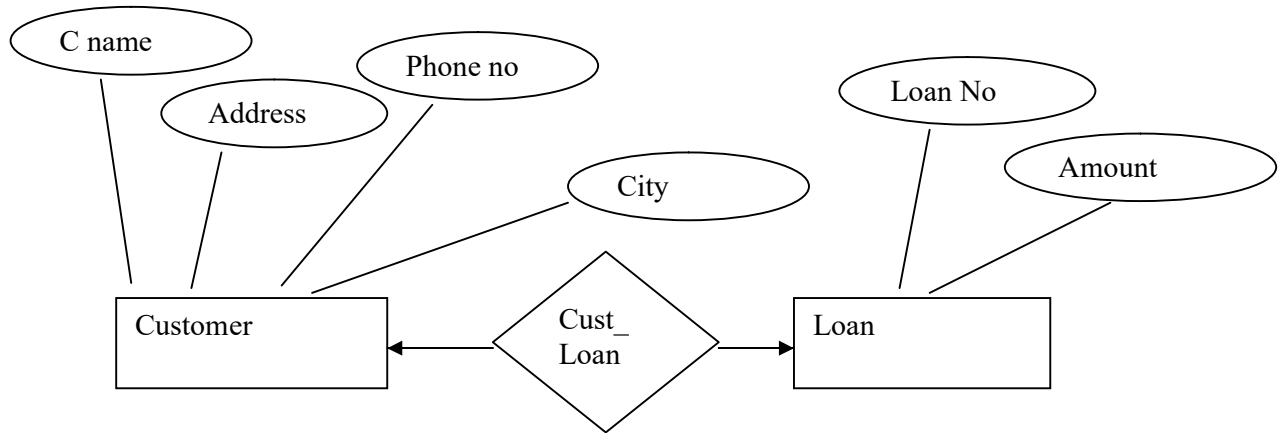 C name
Phone no
Loan No
Address
Amount
City
Customer
Cust_
Loan
Loan